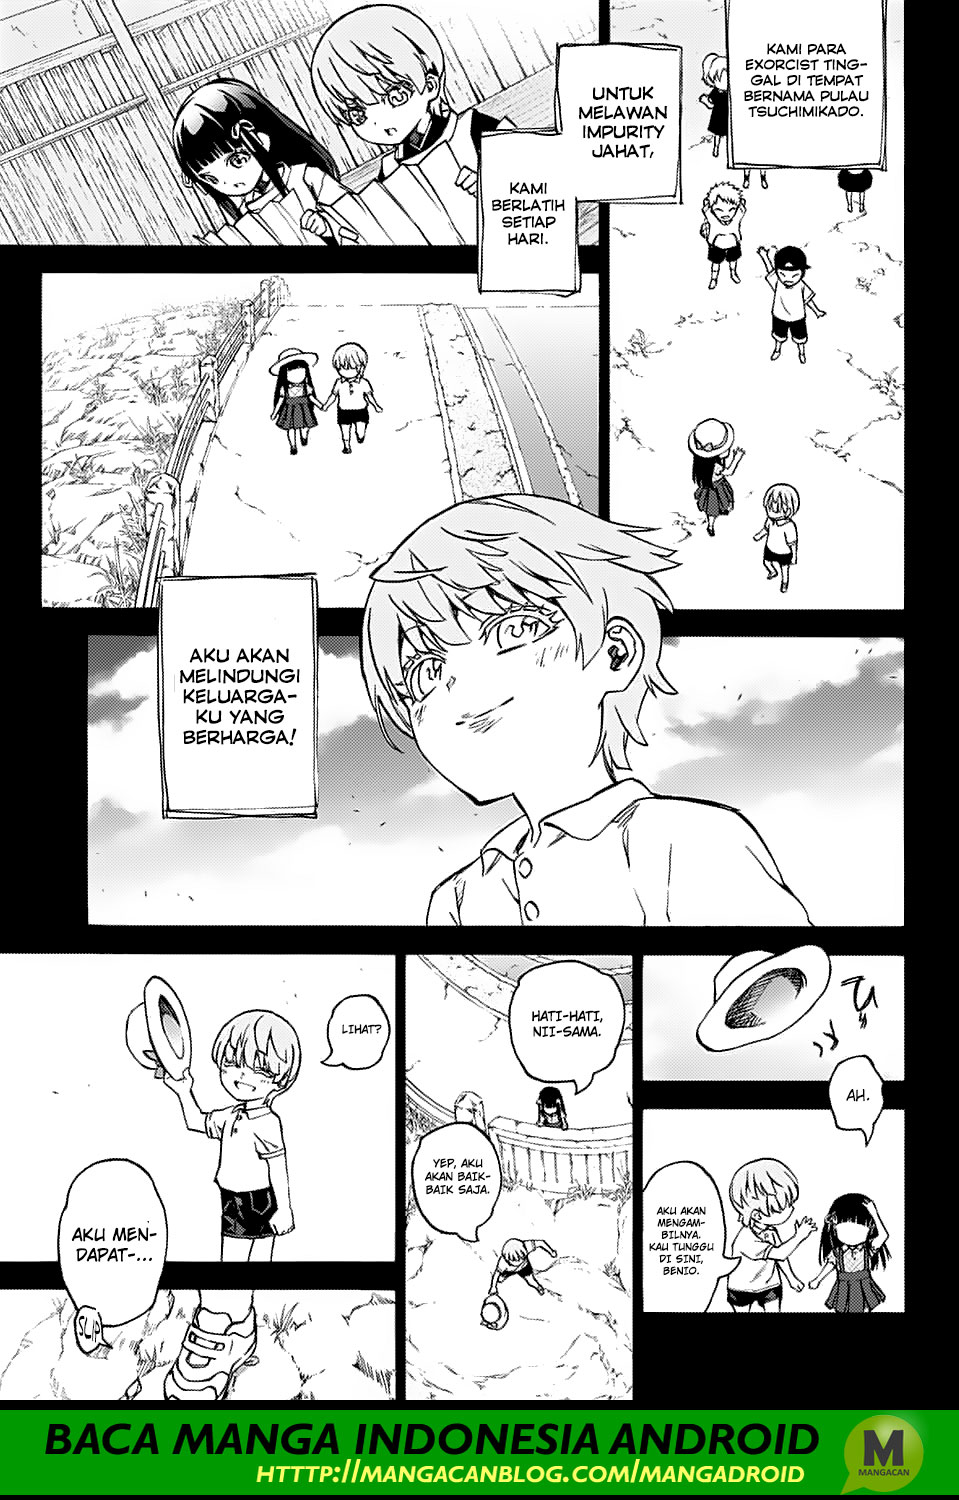 KAMI PARA
EXORCIST TING-
GAL DI TEMPAT
BERNAMA PULAU
TSUCHIMIKADO.
UNTUK
MELAWAN
IMPURITY
JAHAT,
KAMI
BERLATIH
SETIAP
HARI.
AKU AKAN
MELINDUNGI
KELUARGA-
KU YANG
BERHARGA!
AH.
AKU AKAN
MENGAM-
BILNYA.
KAU TUNGGU
DI SINI,
BENIO.
HATI-HATI,
NII-SAMA.
YEP, AKU
AKAN BAIK-
BAIK SAJA.
LIHAT?
AKU MEN-
DAPAT-...
SLIP
BACA MANGA INDONESIA ANDROID
HTTTP://MANGACANBLOG.COM/MANGADROID
M
MANGACAN